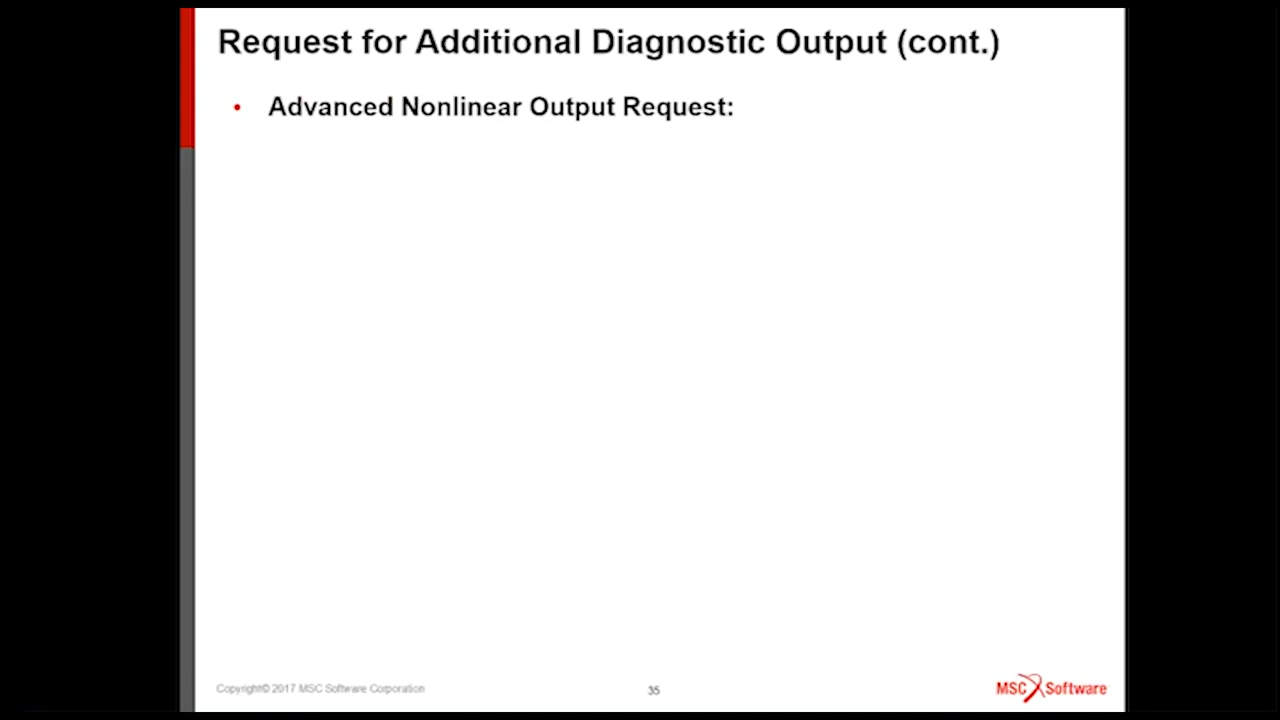 Request for Additional Diagnostic Output (cont.)
• Advanced Nonlinear Output Request:
Copyright© 2017 MSC Software Corporation
35
MSC Software